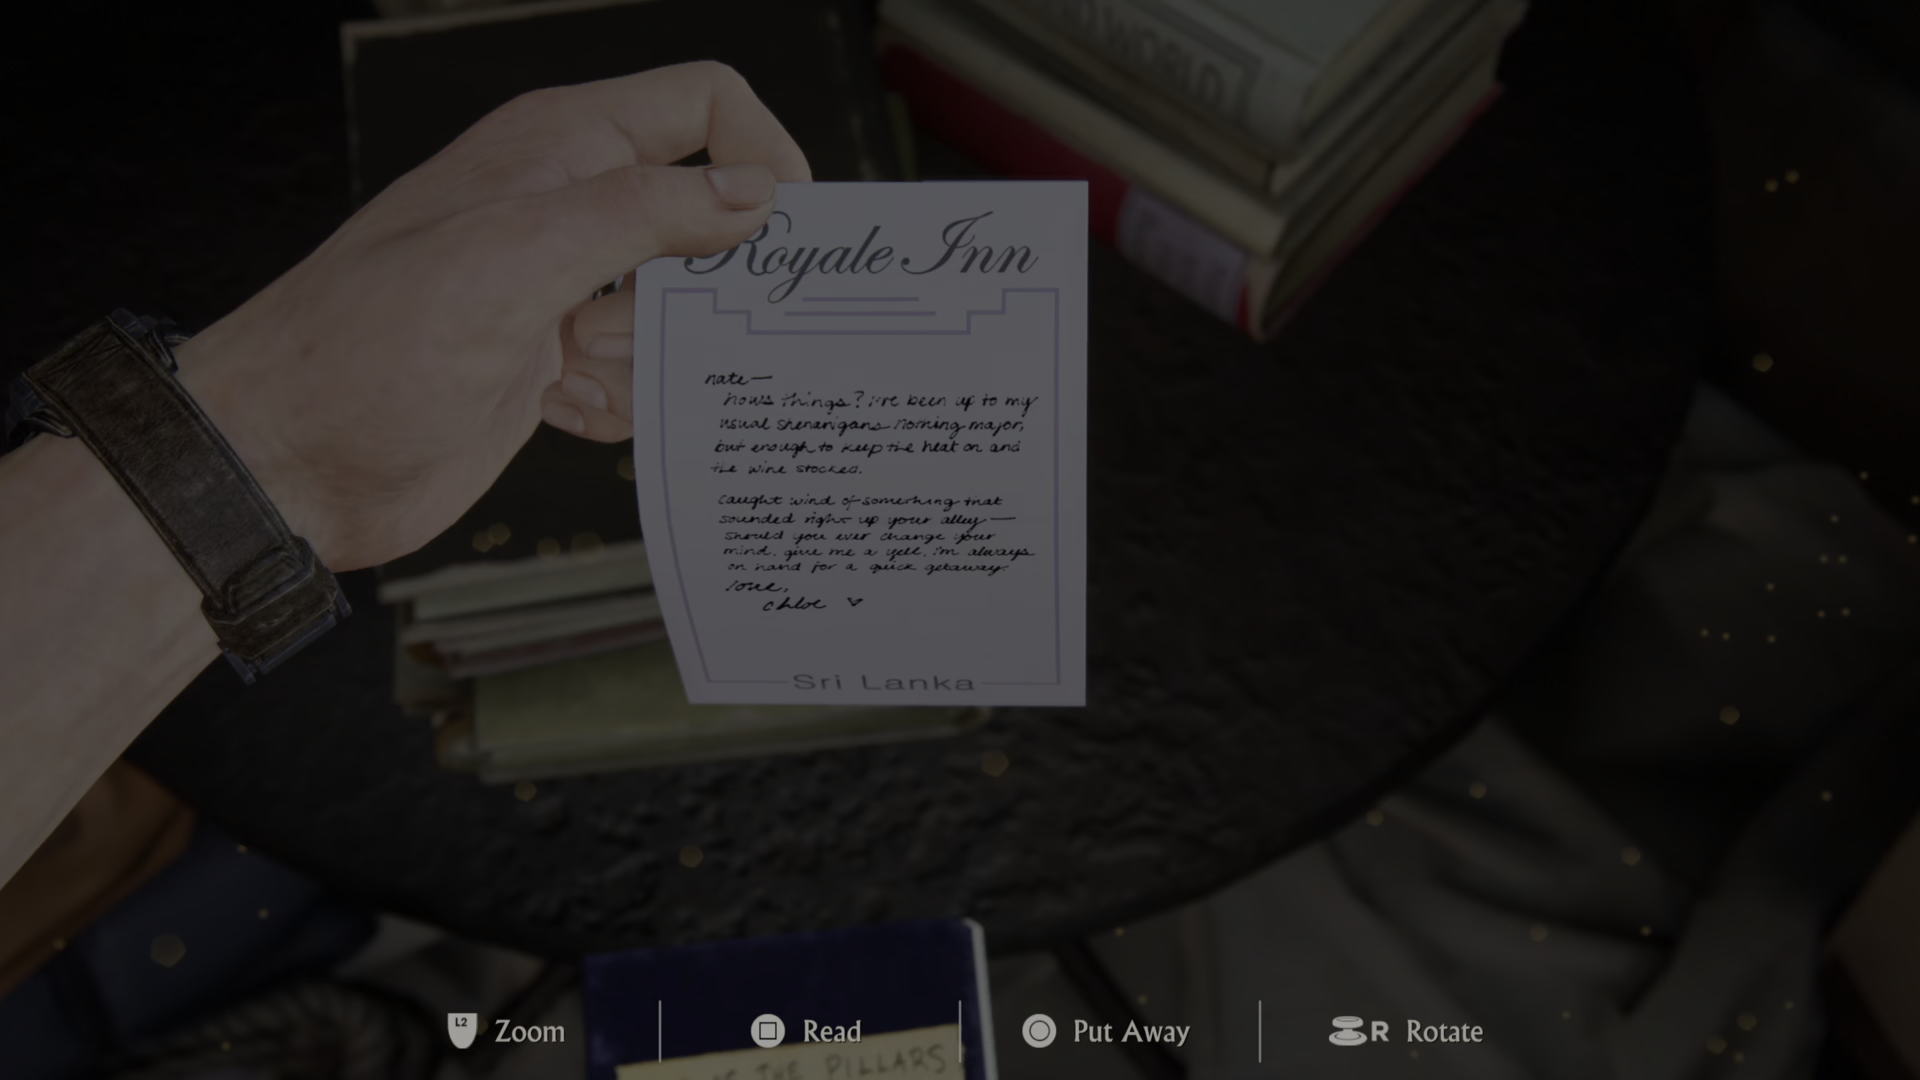 WORLD
Royale Inn
nate—
hows things? i've been up to my
usual shenanigans. nothing major,
but enough to keep the heat on and
the wine stocked.
caught wind of something that
sounded right up your alley—
should you ever change your
mind, give me a yell. i'm always
on hand for a quick getaway.
love,
chloe
Sri Lanka
THE PILLARS
L2 Zoom
Read
Put Away
R Rotate